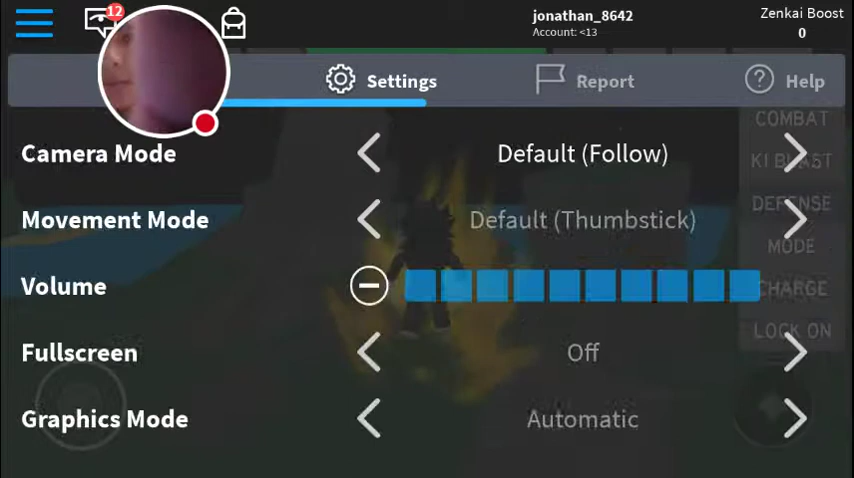 12
jonathan_8642
Account: <13
Zenkai Boost
0
Settings
Report
Help
COMBAT
Camera Mode
Default (Follow)
KI BLAST
DEFENSE
Movement Mode
Default (Thumbstick)
MODE
Volume
CHARGE
LOCK ON
Fullscreen
Off
Graphics Mode
Automatic